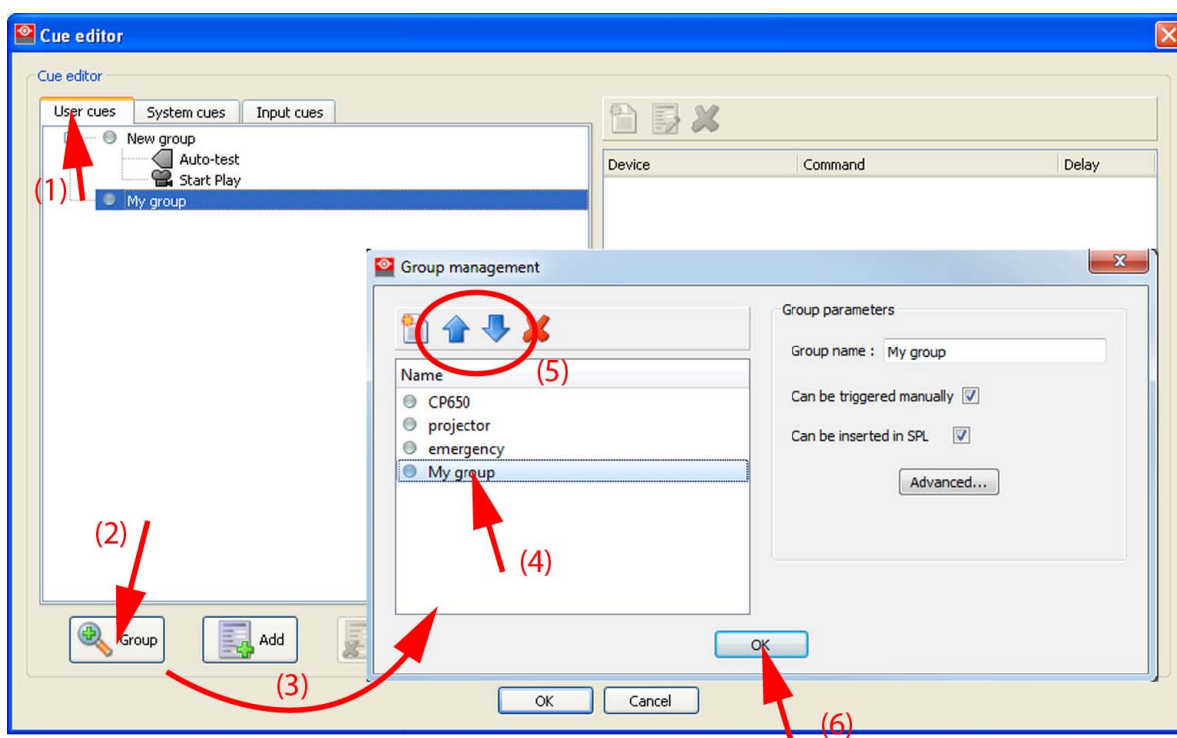 Cue editor
Cue editor
User cues System cues Input cues
New group
Auto-test
Start Play
My group
(1)
Device Command Delay
Group management
(5)
Name
CP650
projector
emergency
My group
(4)
Group parameters
Group name : My group
Can be triggered manually
Can be inserted in SPL
Advanced...
OK
(2)
Group Add
(3)
OK Cancel
(6)